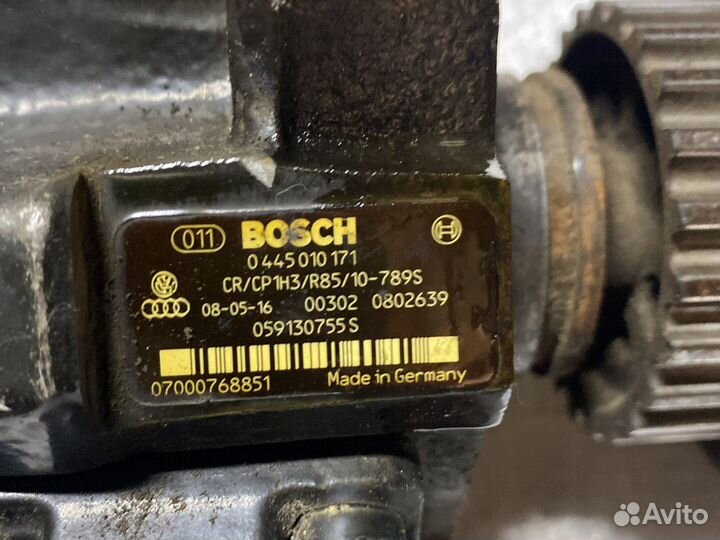 011 BOSCH
0 445 010 171
CR/CP1H3/R85/10-789S
08-05-16 00302 0802639
059130755 S
07000768851 Made in Germany
Avito